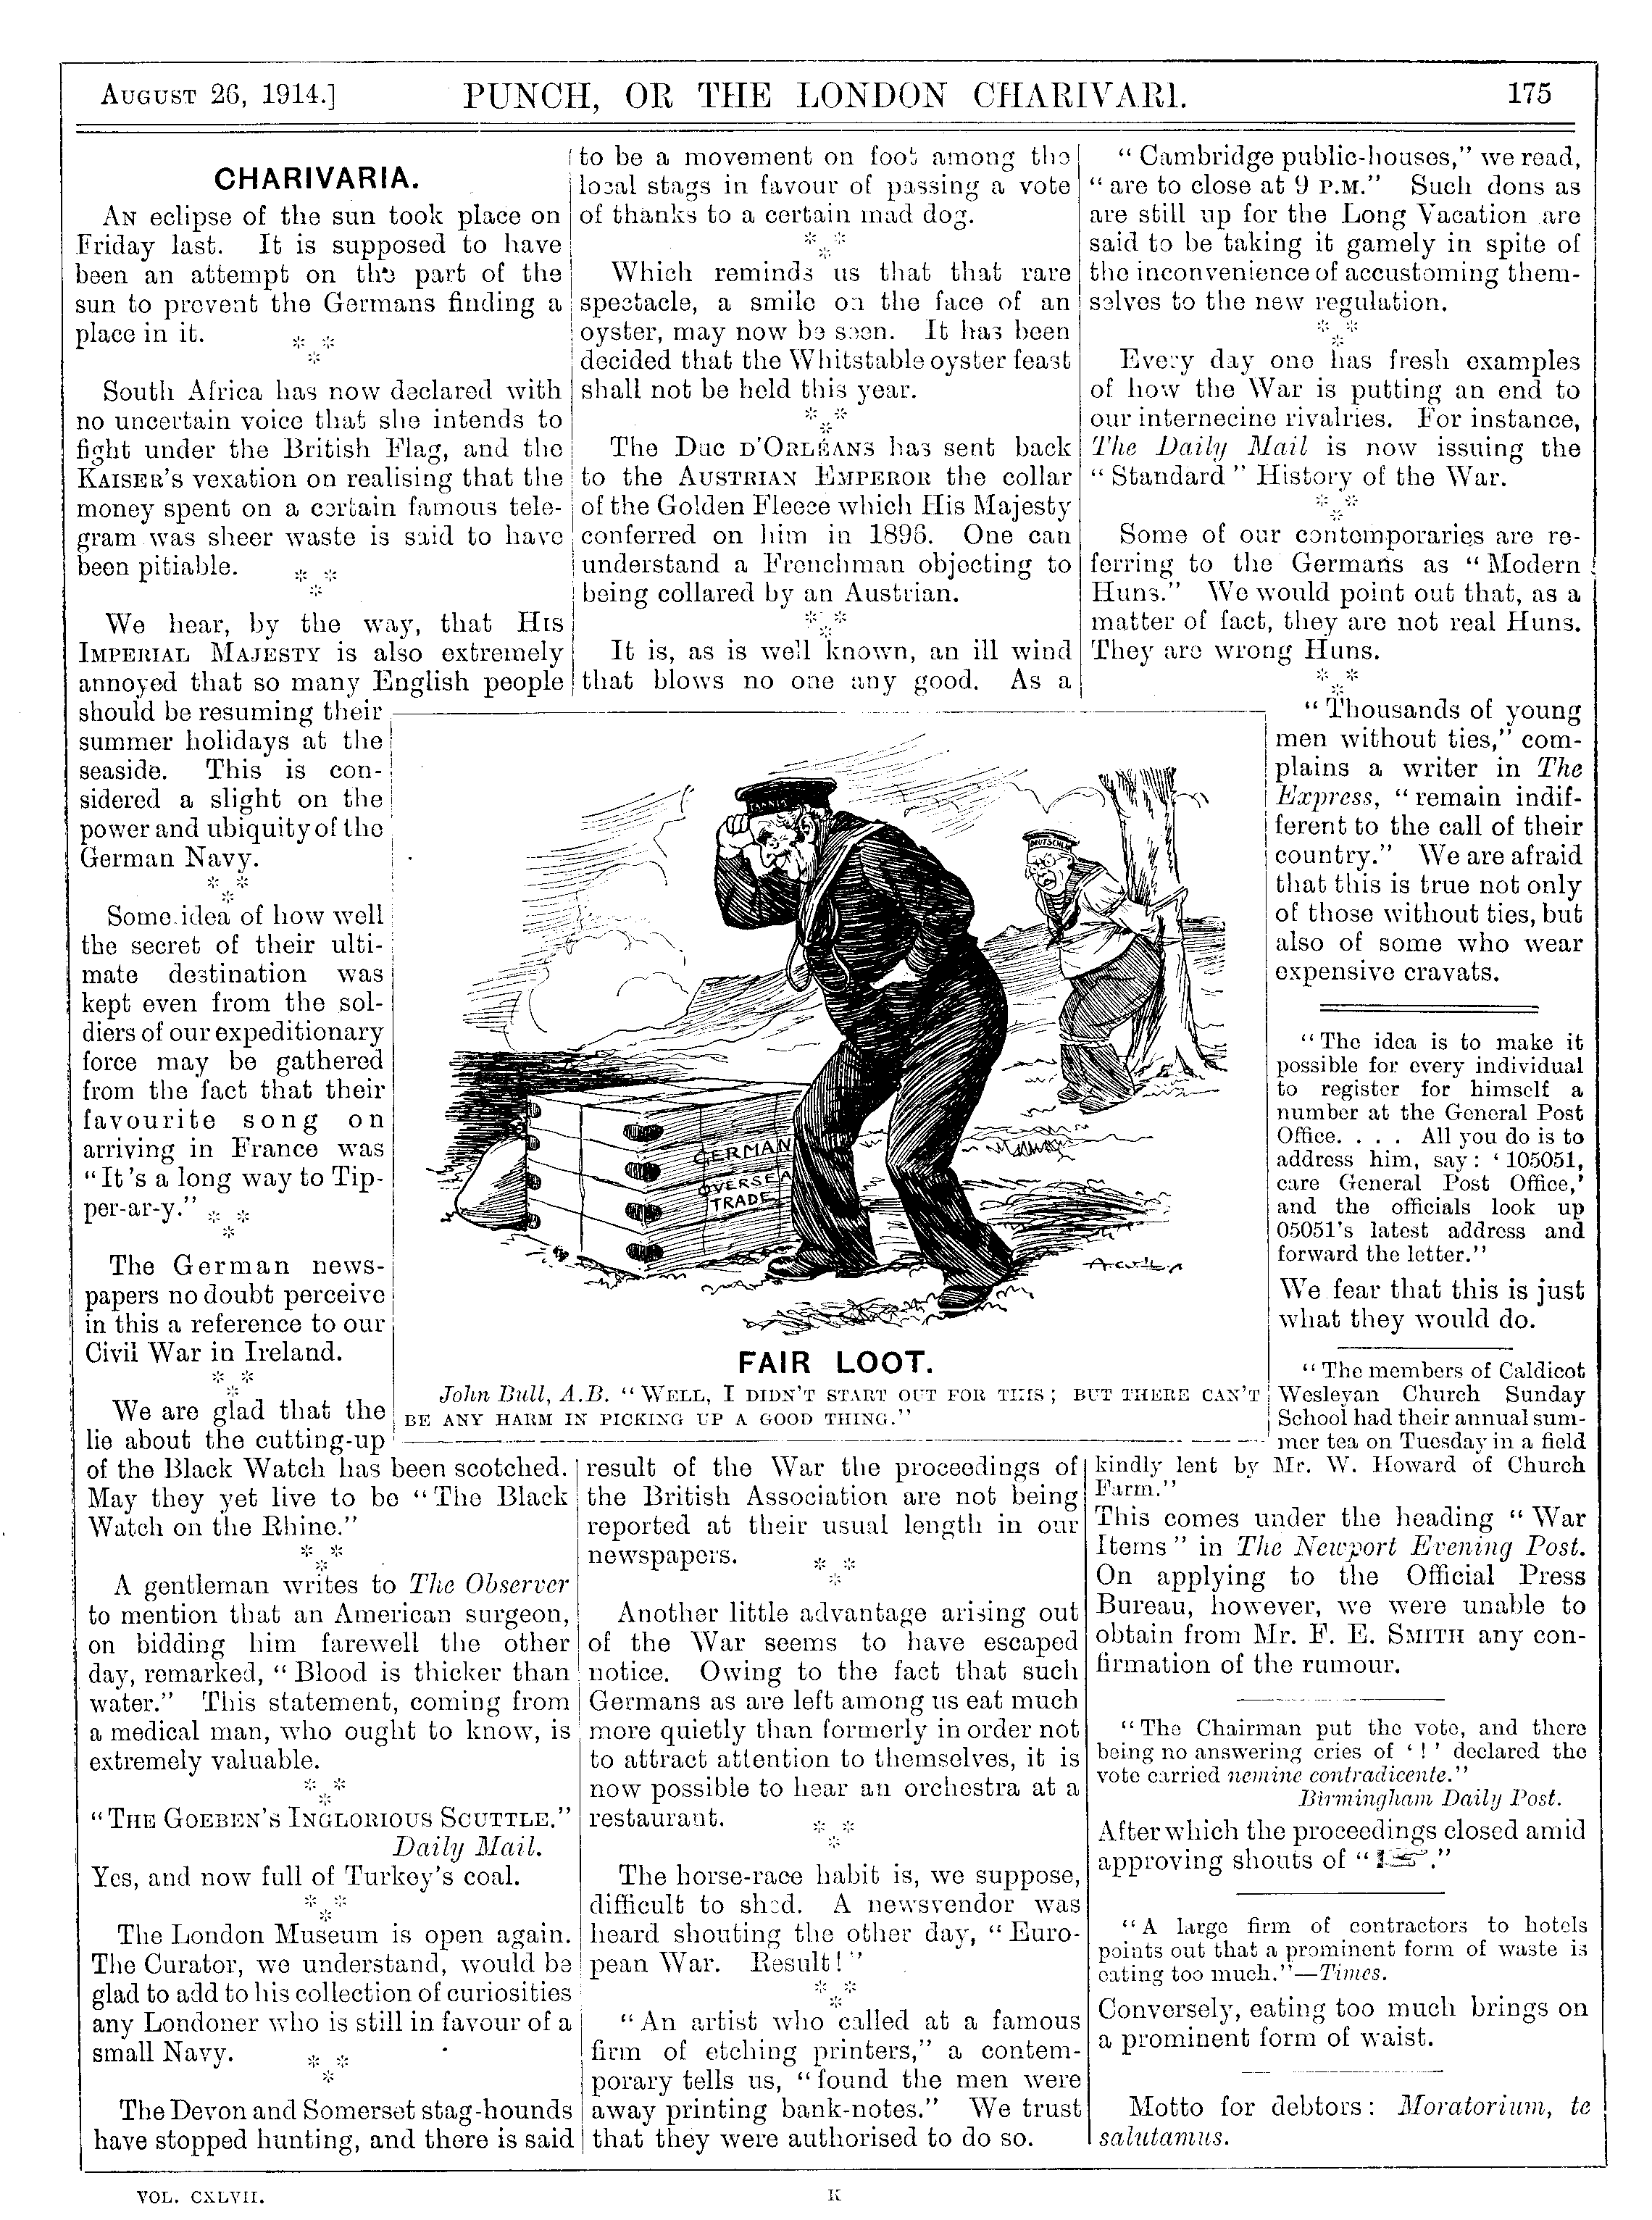 August 26, 1914.]
PUNCH, OR THE LONDON CHARIVARI.
175
CHARIVARIA.
An eclipse of the sun took place on
Friday last. It is supposed to have
been an attempt on the part of the
sun to prevent the Germans finding a
place in it.
* *
*
South Africa has now declared with
no uncertain voice that she intends to
fight under the British Flag, and the
Kaiser's vexation on realising that the
money spent on a certain famous tele-
gram was sheer waste is said to have
been pitiable.
* *
*
We hear, by the way, that His
Imperial Majesty is also extremely
annoyed that so many English people
should be resuming their
summer holidays at the
seaside. This is con-
sidered a slight on the
power and ubiquity of the
German Navy.
* *
*
Some idea of how well
the secret of their ulti-
mate destination was
kept even from the sol-
diers of our expeditionary
force may be gathered
from the fact that their
favourite song on
arriving in France was
"It's a long way to Tip-
per-ar-y."
* *
*
The German news-
papers no doubt perceive
in this a reference to our
Civil War in Ireland.
* *
*
We are glad that the
lie about the cutting-up
of the Black Watch has been scotched.
May they yet live to be "The Black
Watch on the Rhine."
* *
*
A gentleman writes to The Observer
to mention that an American surgeon,
on bidding him farewell the other
day, remarked, "Blood is thicker than
water." This statement, coming from
a medical man, who ought to know, is
extremely valuable.
* *
*
"The Goeben's Inglorious Scuttle."
Daily Mail.
Yes, and now full of Turkey's coal.
* *
*
The London Museum is open again.
The Curator, we understand, would be
glad to add to his collection of curiosities
any Londoner who is still in favour of a
small Navy.
* *
*
The Devon and Somerset stag-hounds
have stopped hunting, and there is said
to be a movement on foot among the
local stags in favour of passing a vote
of thanks to a certain mad dog.
* *
*
Which reminds us that that rare
spectacle, a smile on the face of an
oyster, may now be seen. It has been
decided that the Whitstable oyster feast
shall not be held this year.
* *
*
The Duc d'Orléans has sent back
to the Austrian Emperor the collar
of the Golden Fleece which His Majesty
conferred on him in 1896. One can
understand a Frenchman objecting to
being collared by an Austrian.
* *
*
It is, as is well known, an ill wind
that blows no one any good. As a
result of the War the proceedings of
the British Association are not being
reported at their usual length in our
newspapers.
* *
*
Another little advantage arising out
of the War seems to have escaped
notice. Owing to the fact that such
Germans as are left among us eat much
more quietly than formerly in order not
to attract attention to themselves, it is
now possible to hear an orchestra at a
restaurant.
* *
*
The horse-race habit is, we suppose,
difficult to shed. A newsvendor was
heard shouting the other day, "Euro-
pean War. Result!"
* *
*
"An artist who called at a famous
firm of etching printers," a contem-
porary tells us, "found the men were
away printing bank-notes." We trust
that they were authorised to do so.
"Cambridge public-houses," we read,
"are to close at 9 p.m." Such dons as
are still up for the Long Vacation are
said to be taking it gamely in spite of
the inconvenience of accustoming them-
selves to the new regulation.
* *
*
Every day one has fresh examples
of how the War is putting an end to
our internecine rivalries. For instance,
The Daily Mail is now issuing the
"Standard" History of the War.
* *
*
Some of our contemporaries are re-
ferring to the Germans as "Modern
Huns." We would point out that, as a
matter of fact, they are not real Huns.
They are wrong Huns.
* *
*
"Thousands of young
men without ties," com-
plains a writer in The
Express, "remain indif-
ferent to the call of their
country." We are afraid
that this is true not only
of those without ties, but
also of some who wear
expensive cravats.
"The idea is to make it
possible for every individual
to register for himself a
number at the General Post
Office. . . . All you do is to
address him, say: '105051,
care General Post Office,'
and the officials look up
05051's latest address and
forward the letter."
We fear that this is just
what they would do.
"The members of Caldicot
Wesleyan Church Sunday
School had their annual sum-
mer tea on Tuesday in a field
kindly lent by Mr. W. Howard of Church
Farm."
This comes under the heading "War
Items" in The Newport Evening Post.
On applying to the Official Press
Bureau, however, we were unable to
obtain from Mr. F. E. Smith any con-
firmation of the rumour.
"The Chairman put the vote, and there
being no answering cries of '!' declared the
vote carried nemine contradicente."
Birmingham Daily Post.
After which the proceedings closed amid
approving shouts of "☞."
"A large firm of contractors to hotels
points out that a prominent form of waste is
eating too much."—Times.
Conversely, eating too much brings on
a prominent form of waist.
Motto for debtors: Moratorium, te
salutamus.
DEUTSCHL
GERMAN
OVERSEA
TRADE
FAIR LOOT.
John Bull, A.B. "Well, I didn't start out for this; but there can't
be any harm in picking up a good thing."
VOL. CXLVII.
K